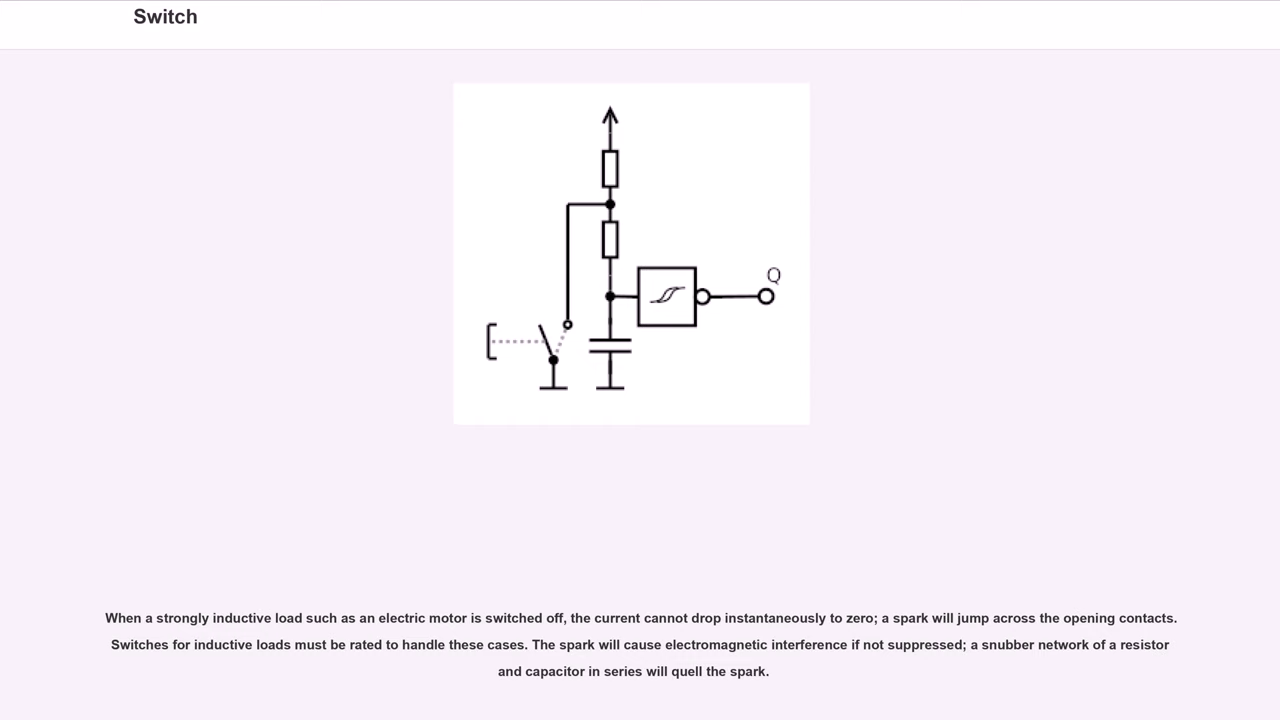 Switch
Q
When a strongly inductive load such as an electric motor is switched off, the current cannot drop instantaneously to zero; a spark will jump across the opening contacts.
Switches for inductive loads must be rated to handle these cases. The spark will cause electromagnetic interference if not suppressed; a snubber network of a resistor
and capacitor in series will quell the spark.